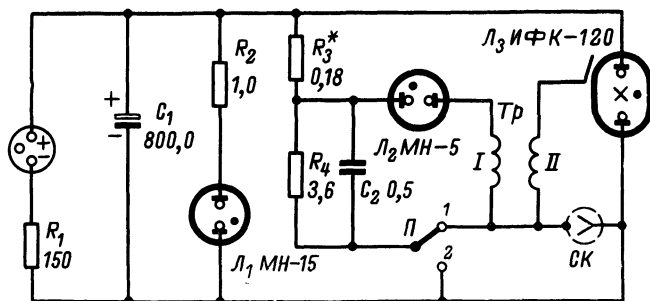 R1
150
+
−
+
−
C1
800,0
R2
1,0
Л1 МН-15
R3*
0,18
R4
3,6
C2 0,5
Л2 МН-5
Тр
I
II
П
1
2
СК
Л3 ИФК-120